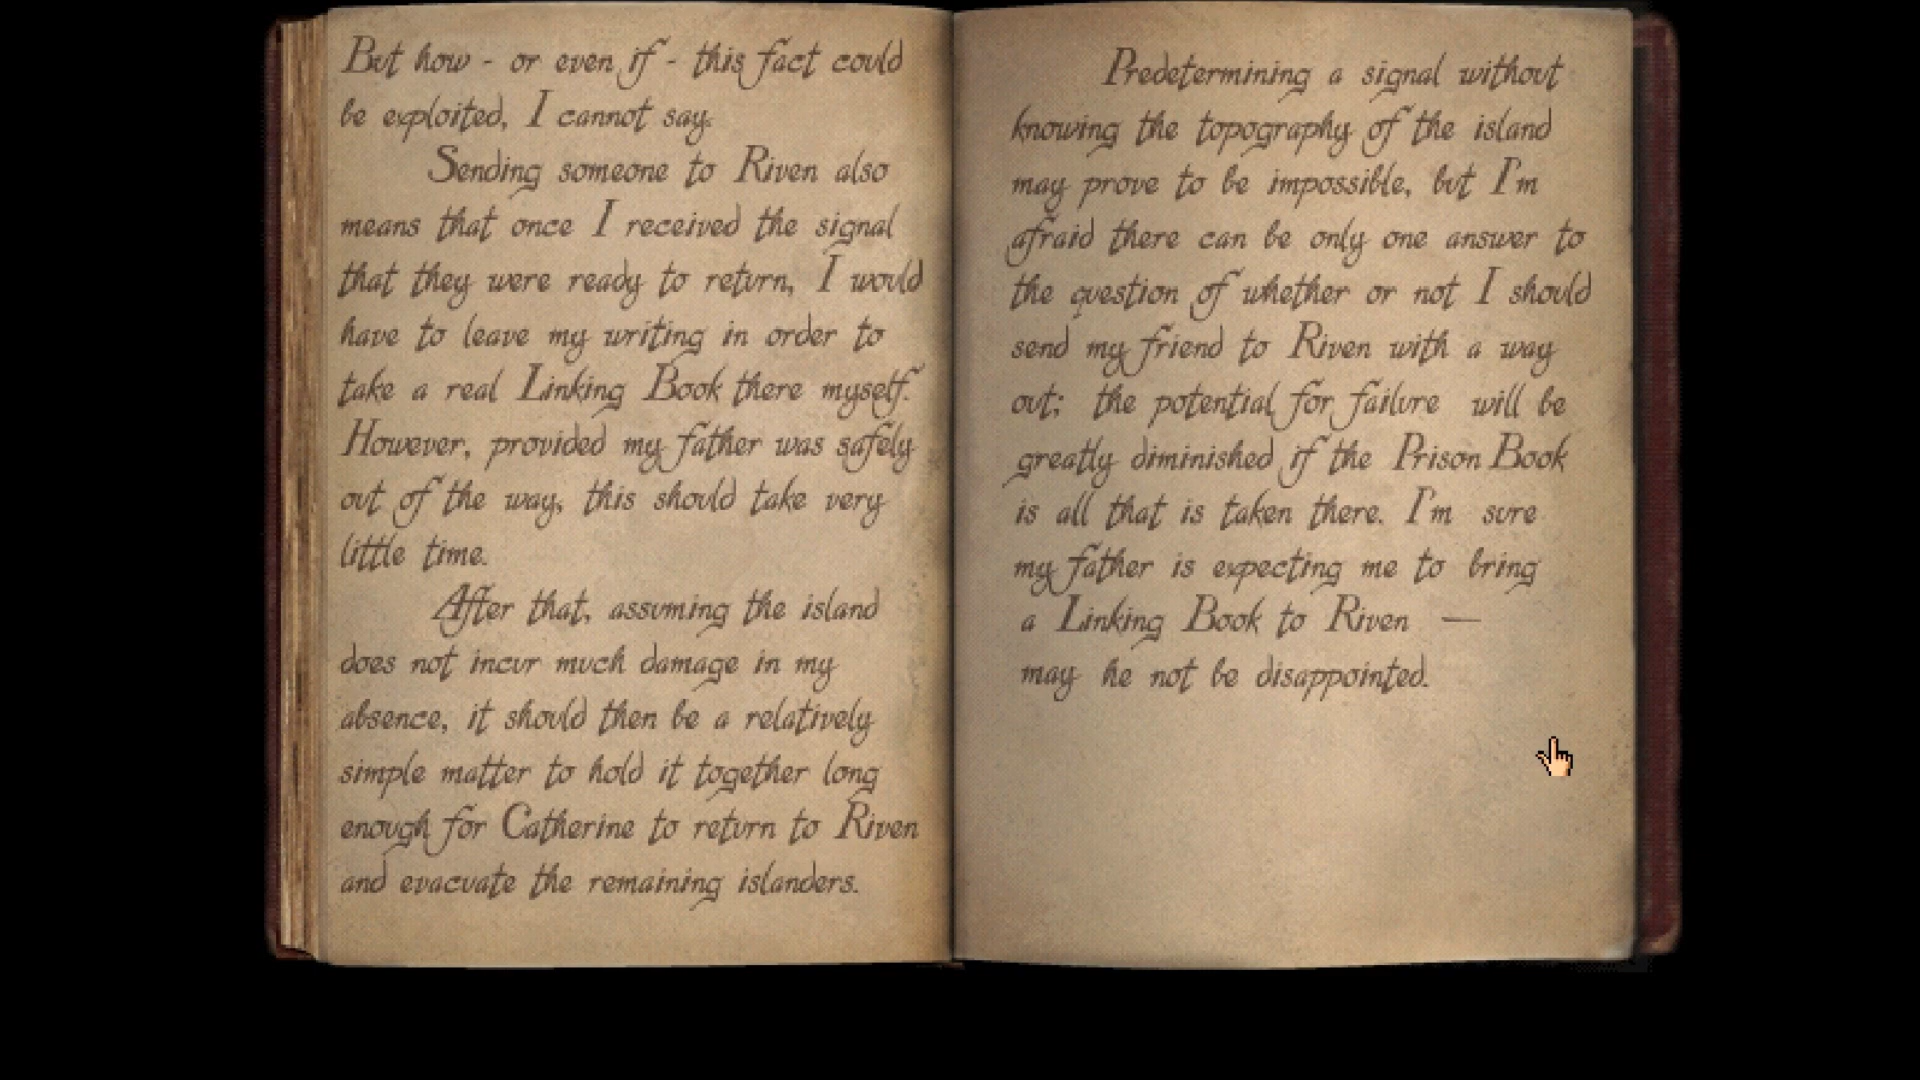 But how - or even if - this fact could
be exploited, I cannot say.
Sending someone to Riven also
means that once I received the signal
that they were ready to return, I would
have to leave my writing in order to
take a real Linking Book there myself.
However, provided my father was safely
out of the way, this should take very
little time.
After that, assuming the island
does not incur much damage in my
absence, it should then be a relatively
simple matter to hold it together long
enough for Catherine to return to Riven
and evacuate the remaining islanders.
Predetermining a signal without
knowing the topography of the island
may prove to be impossible, but I'm
afraid there can be only one answer to
the question of whether or not I should
send my friend to Riven with a way
out; the potential for failure will be
greatly diminished if the Prison Book
is all that is taken there. I'm sure
my father is expecting me to bring
a Linking Book to Riven —
may he not be disappointed.